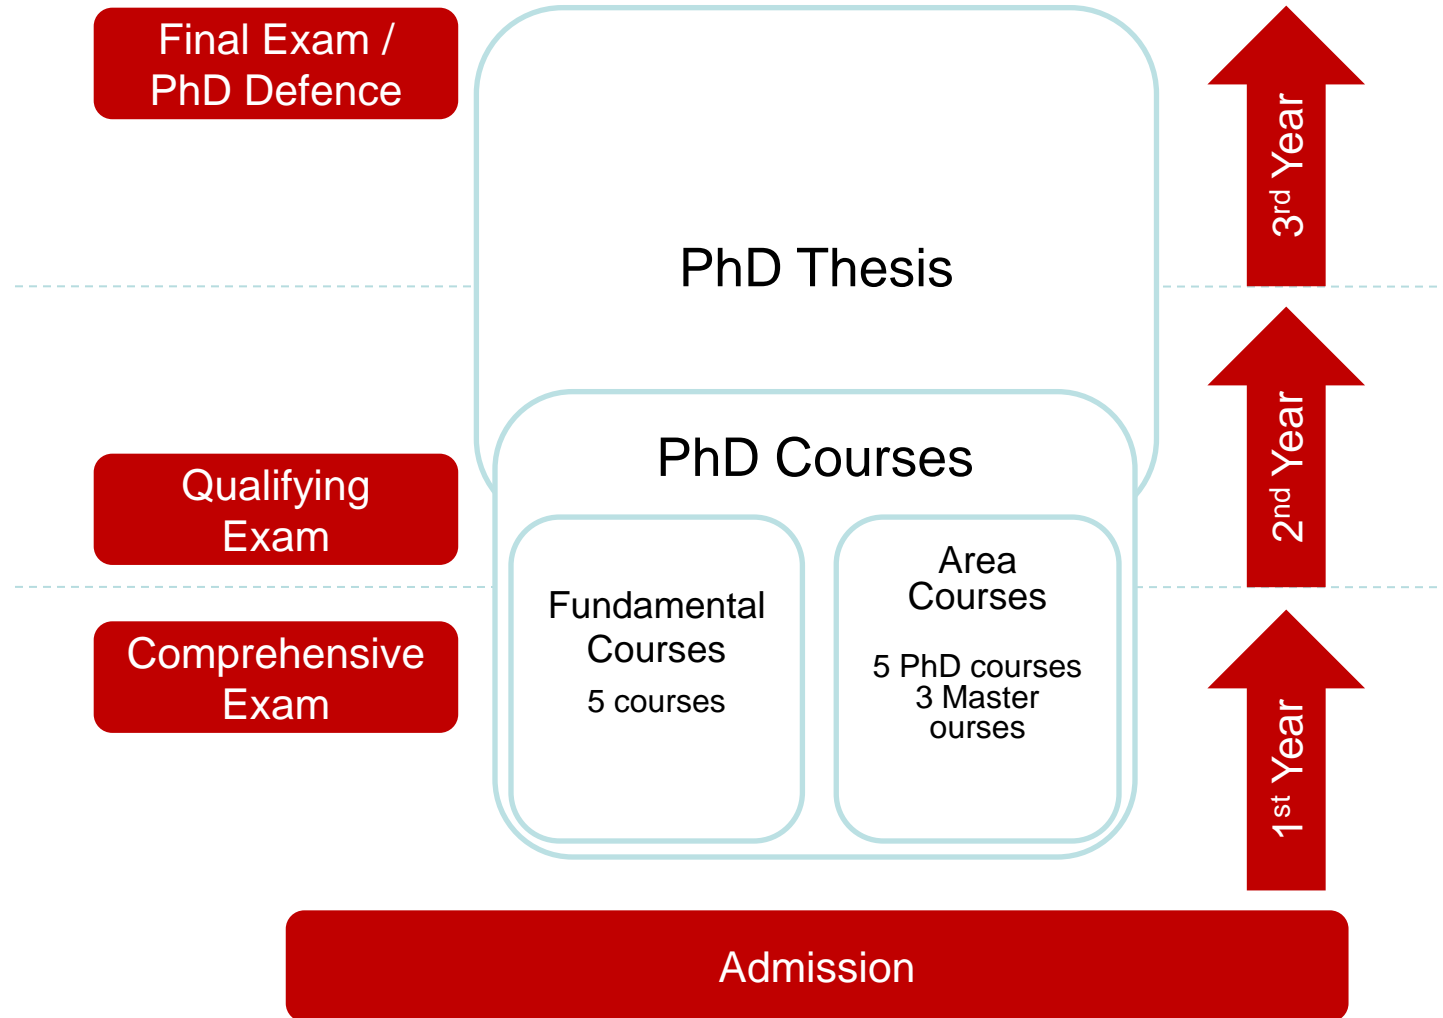 Final Exam /
PhD Defence
3rd Year
PhD Thesis
2nd Year
PhD Courses
Qualifying
Exam
Fundamental
Courses
5 courses
Area
Courses
5 PhD courses
3 Master
ourses
Comprehensive
Exam
1st Year
Admission